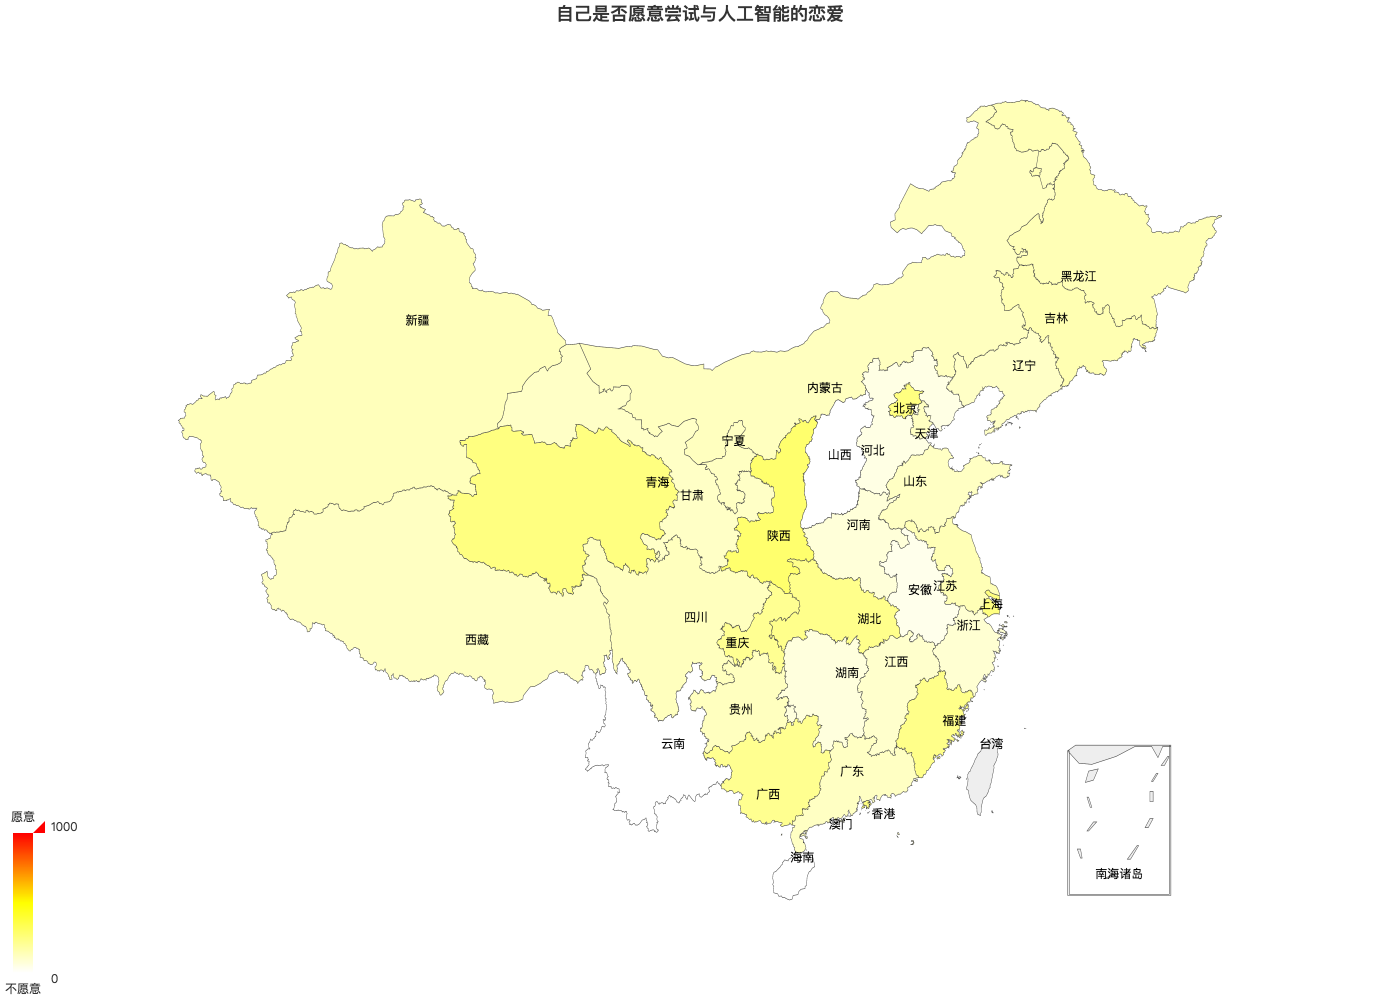 自己是否愿意尝试与人工智能的恋爱
黑龙江
吉林
新疆
辽宁
内蒙古
北京
天津
宁夏
山西
河北
青海
甘肃
山东
河南
陕西
安徽
江苏
上海
四川
湖北
浙江
西藏
重庆
江西
湖南
贵州
福建
云南
台湾
广东
广西
香港
澳门
海南
南海诸岛
愿意
1000
0
不愿意